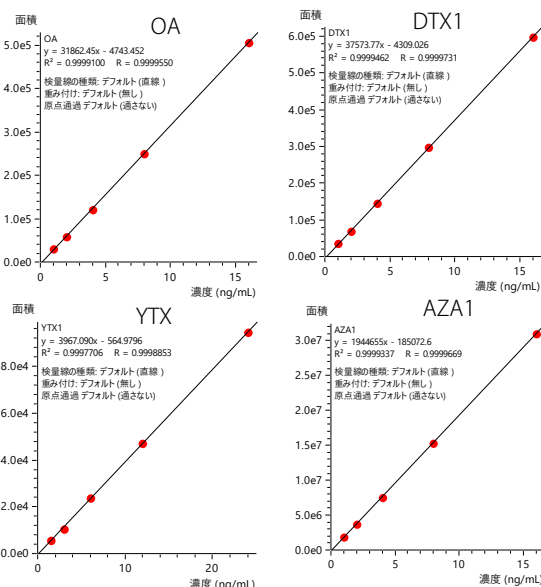 面積
OA
OA
y = 31862.45x - 4743.452
R² = 0.9999100 R = 0.9999550
検量線の種類: デフォルト (直線 )
重み付け: デフォルト (無し )
原点通過 デフォルト (通さない)
5.0e5
4.0e5
3.0e5
2.0e5
1.0e5
0.0e0
0
5
10
15
濃度 (ng/mL)
面積
DTX1
DTX1
y = 37573.77x - 4309.026
R² = 0.9999462 R = 0.9999731
検量線の種類: デフォルト (直線 )
重み付け: デフォルト (無し )
原点通過 デフォルト (通さない)
6.0e5
5.0e5
4.0e5
3.0e5
2.0e5
1.0e5
0.0e0
0
5
10
15
濃度 (ng/mL)
面積
YTX
YTX1
y = 3967.090x - 564.9796
R² = 0.9997706 R = 0.9998853
検量線の種類: デフォルト (直線 )
重み付け: デフォルト (無し )
原点通過 デフォルト (通さない)
8.0e4
6.0e4
4.0e4
2.0e4
0.0e0
0
10
20
濃度 (ng/mL)
面積
AZA1
AZA1
y = 1944655x - 185072.6
R² = 0.9999337 R = 0.9999669
検量線の種類: デフォルト (直線 )
重み付け: デフォルト (無し )
原点通過 デフォルト (通さない)
3.0e7
2.5e7
2.0e7
1.5e7
1.0e7
5.0e6
0.0e0
0
5
10
15
濃度 (ng/mL)